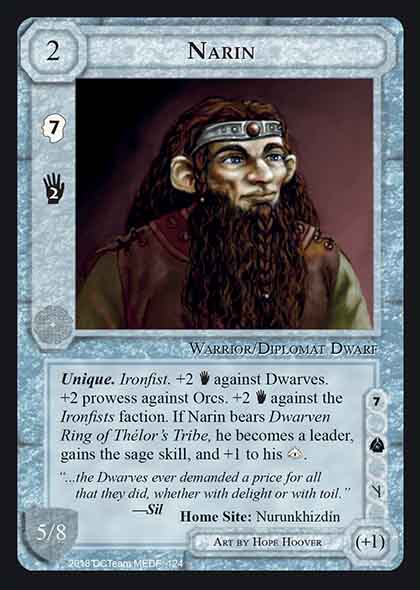 2
NARIN
7
2
WARRIOR/DIPLOMAT DWARF
Unique. Ironfist. +2 against Dwarves.
+2 prowess against Orcs. +2 against the
Ironfists faction. If Narin bears Dwarven
Ring of Thélor’s Tribe, he becomes a leader,
gains the sage skill, and +1 to his .
“...the Dwarves ever demanded a price for all
that they did, whether with delight or with toil.”
—Sil
Home Site: Nurunkhizdín
7
5/8
ART BY HOPE HOOVER
(+1)
2018 DCTeam MEDF 124